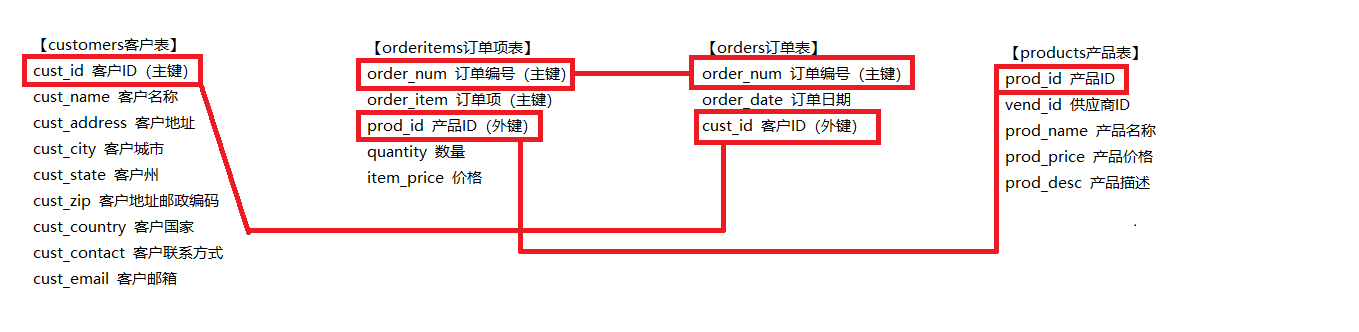 【customers客户表】
cust_id 客户ID（主键）
cust_name 客户名称
cust_address 客户地址
cust_city 客户城市
cust_state 客户州
cust_zip 客户地址邮政编码
cust_country 客户国家
cust_contact 客户联系方式
cust_email 客户邮箱
【orderitems订单项表】
order_num 订单编号（主键）
order_item 订单项（主键）
prod_id 产品ID（外键）
quantity 数量
item_price 价格
【orders订单表】
order_num 订单编号（主键）
order_date 订单日期
cust_id 客户ID（外键）
【products产品表】
prod_id 产品ID
vend_id 供应商ID
prod_name 产品名称
prod_price 产品价格
prod_desc 产品描述
.